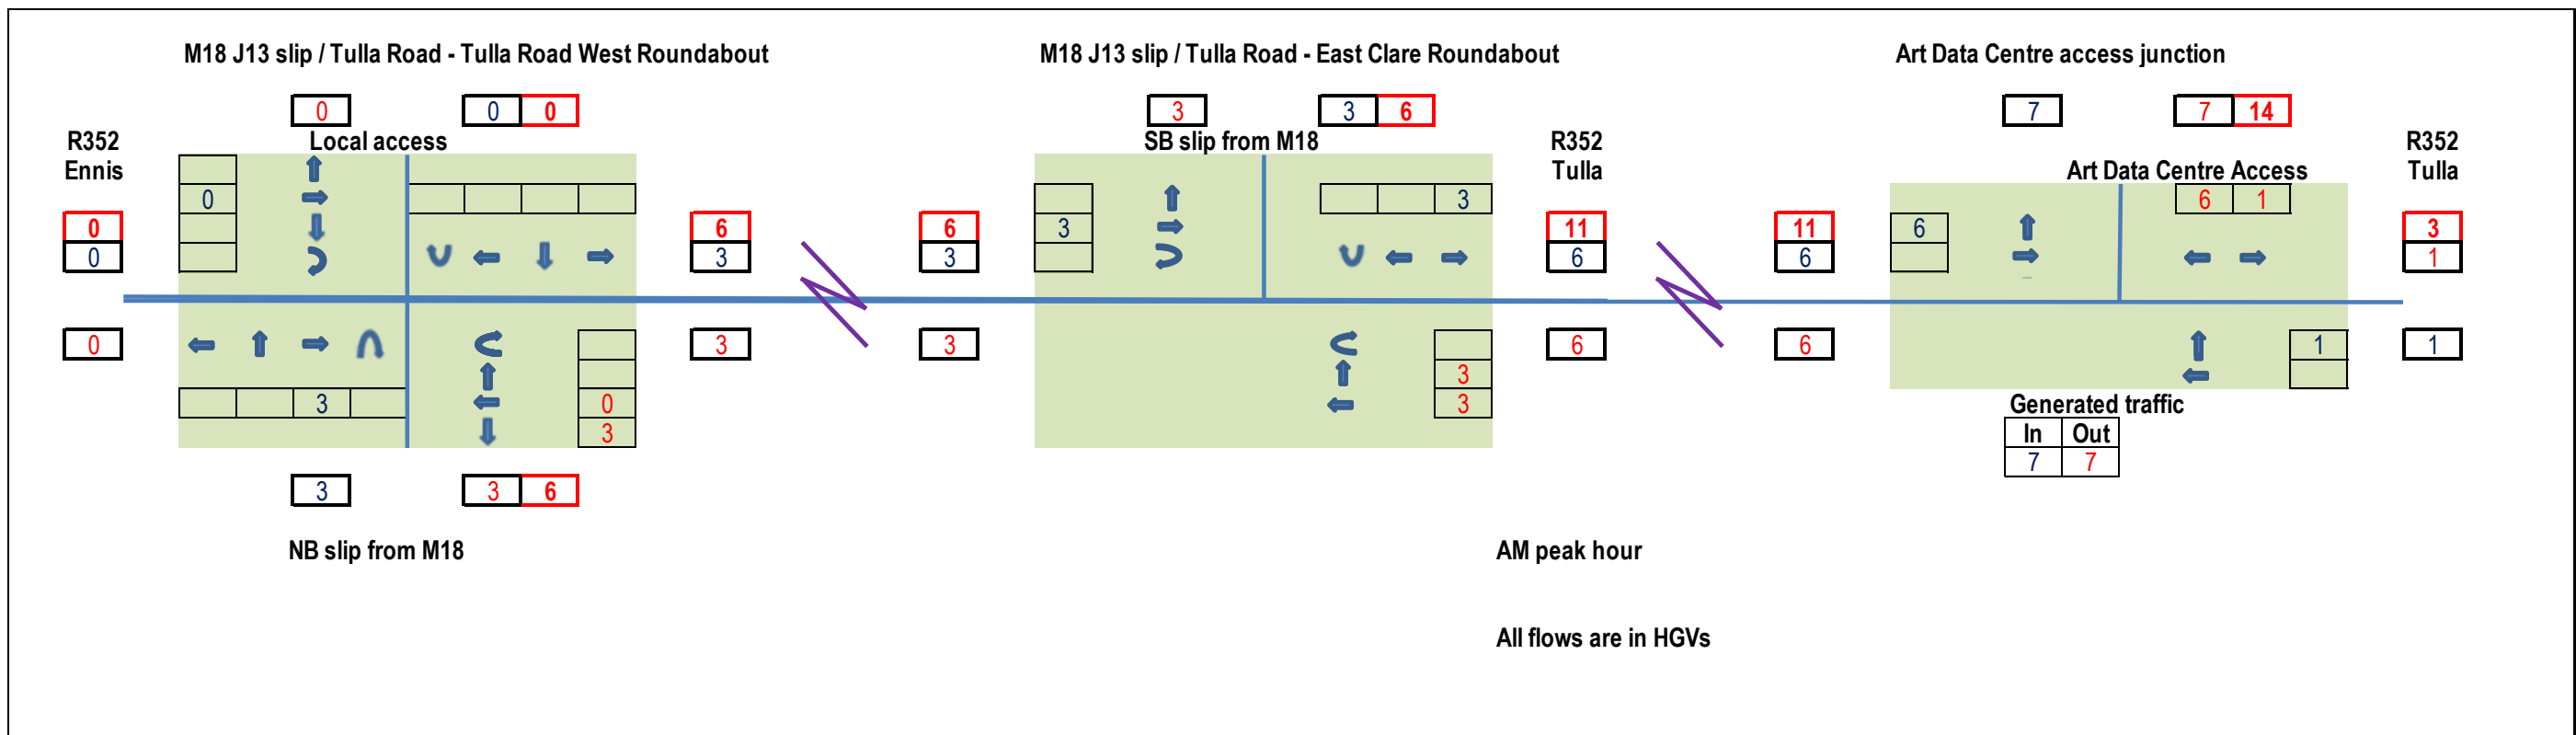 M18 J13 slip / Tulla Road - Tulla Road West Roundabout
M18 J13 slip / Tulla Road - East Clare Roundabout
Art Data Centre access junction
0 0 0
3 3 6
7 7 14
R352
Ennis
Local access
SB slip from M18
R352
Tulla
Art Data Centre Access
R352
Tulla
0
3
6 1
0
0
6
3
6
3
3
11
6
11
6
6
3
1
0
3
3
3
6
6
1
1
3
0
3
3
3
Generated traffic
In Out
7 7
3 3 6
NB slip from M18
AM peak hour
All flows are in HGVs